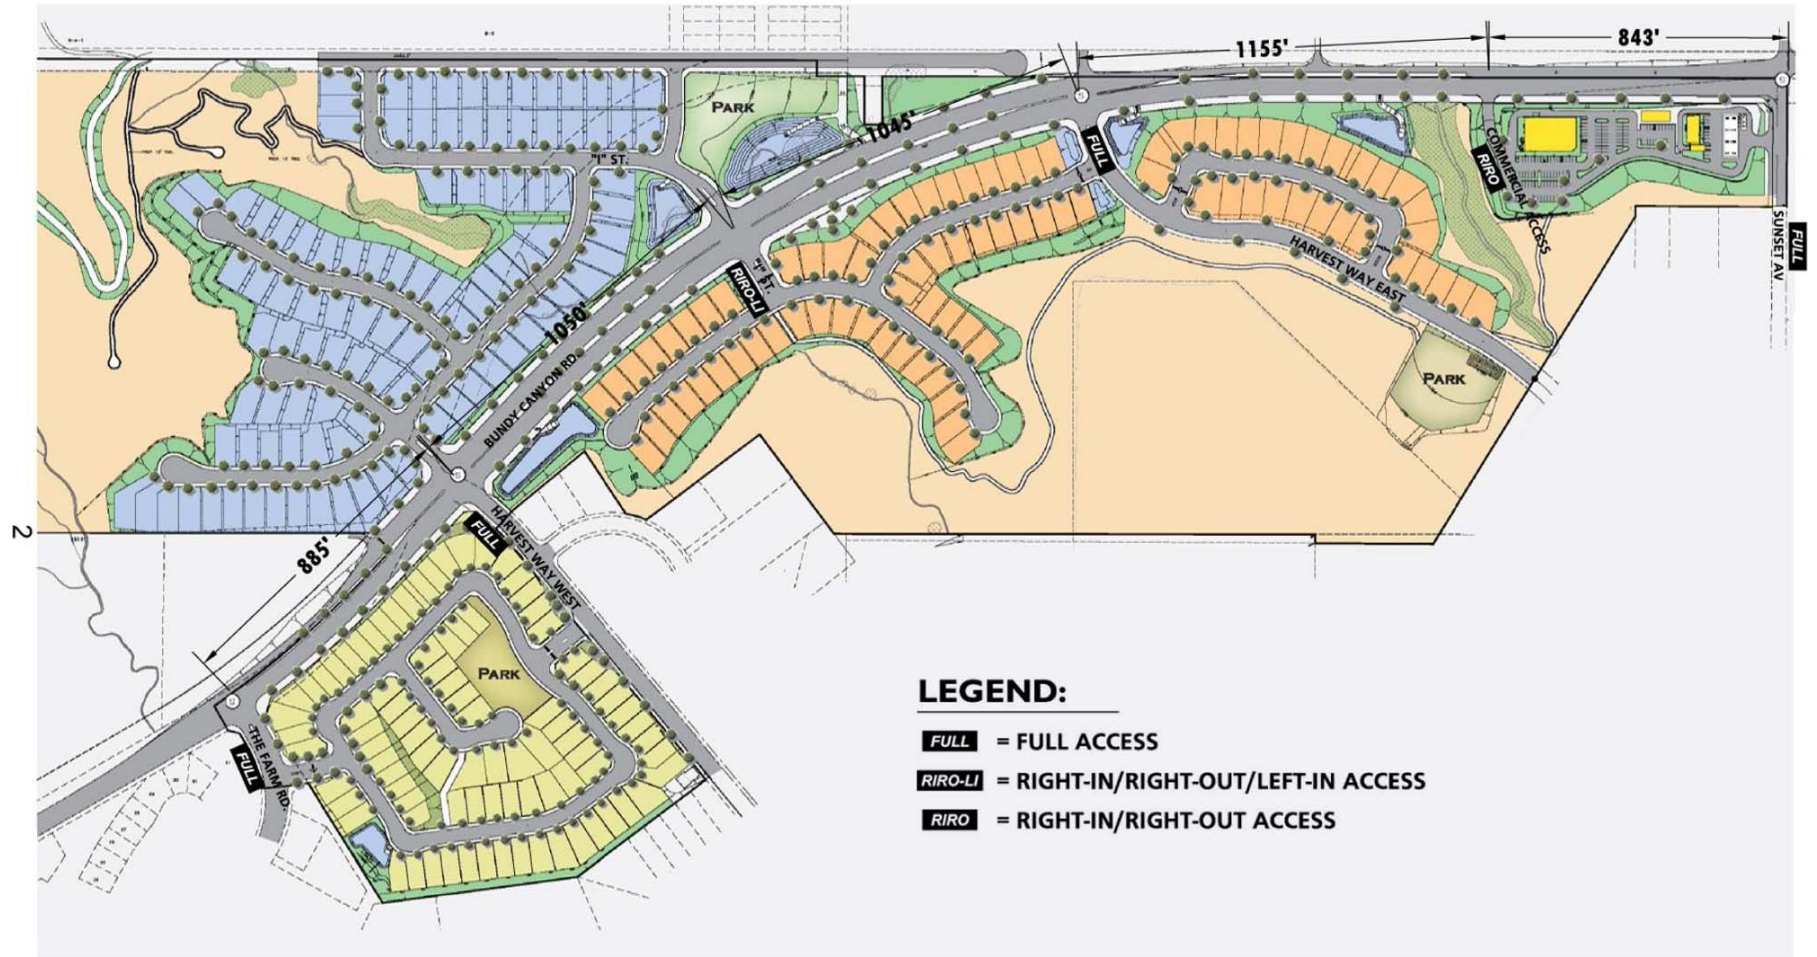 1155'
843'
PARK
1045'
"I" ST.
FULL
COMMERCIAL ACCESS
RIRO
SUNSET AV
FULL
HARVEST WAY EAST
"I" ST.
RIRO-LI
1050'
BUNDY CANYON RD.
PARK
2
885'
FULL
HARVEST WAY WEST
PARK
THE FARM RD.
FULL
LEGEND:
FULL = FULL ACCESS
RIRO-LI = RIGHT-IN/RIGHT-OUT/LEFT-IN ACCESS
RIRO = RIGHT-IN/RIGHT-OUT ACCESS